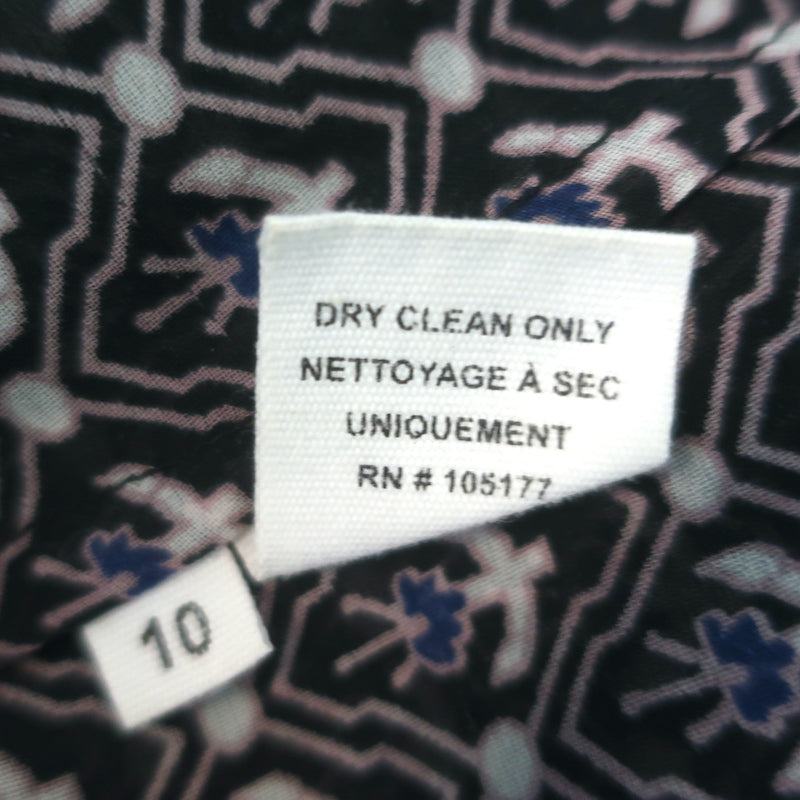 DRY CLEAN ONLY
NETTOYAGE À SEC
UNIQUEMENT
RN # 105177
10